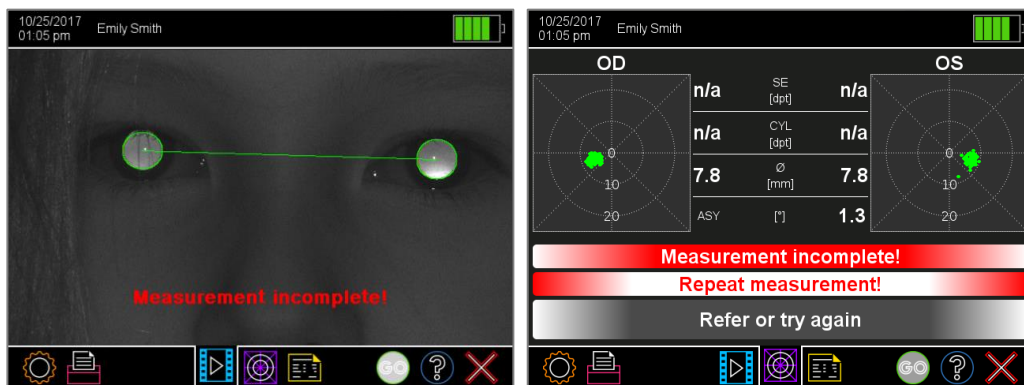 10/25/2017
01:05 pm
Emily Smith
Measurement incomplete!
GO
?
10/25/2017
01:05 pm
Emily Smith
OD
OS
n/a
SE
[dpt]
n/a
n/a
CYL
[dpt]
n/a
7.8
Ø
[mm]
7.8
ASY
[°]
1.3
0
10
20
0
10
20
Measurement incomplete!
Repeat measurement!
Refer or try again
GO
?